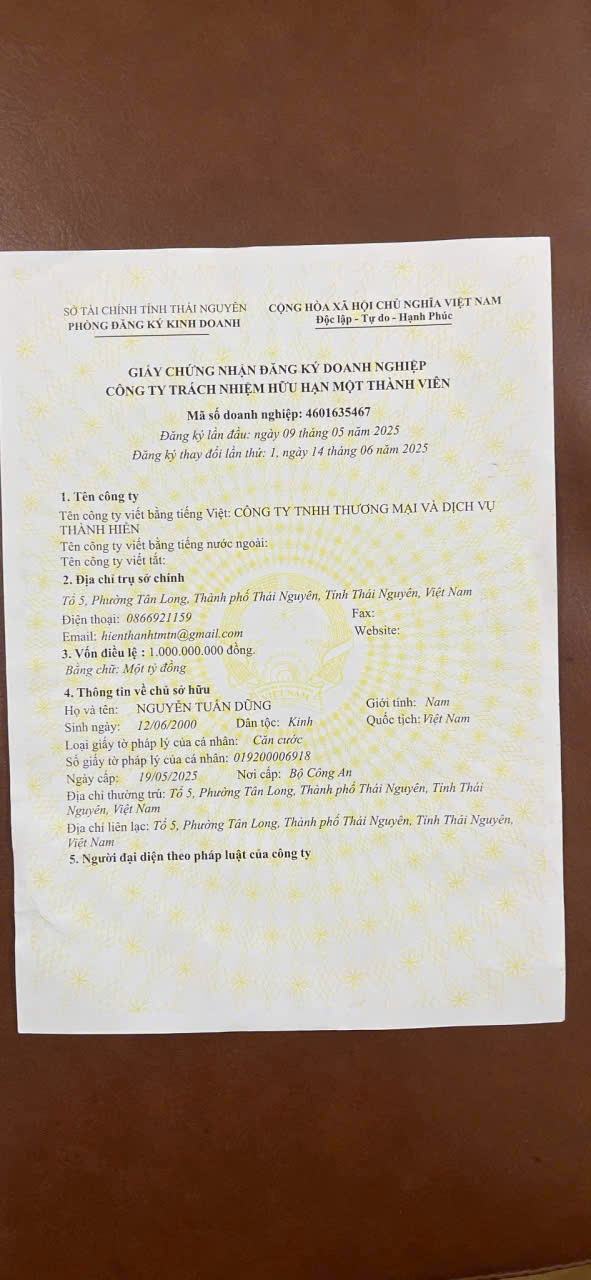 SỞ TÀI CHÍNH TỈNH THÁI NGUYÊN
PHÒNG ĐĂNG KÝ KINH DOANH
CỘNG HÒA XÃ HỘI CHỦ NGHĨA VIỆT NAM
Độc lập - Tự do - Hạnh Phúc
GIẤY CHỨNG NHẬN ĐĂNG KÝ DOANH NGHIỆP
CÔNG TY TRÁCH NHIỆM HỮU HẠN MỘT THÀNH VIÊN
Mã số doanh nghiệp: 4601635467
Đăng ký lần đầu: ngày 09 tháng 05 năm 2025
Đăng ký thay đổi lần thứ: 1, ngày 14 tháng 06 năm 2025
1. Tên công ty
Tên công ty viết bằng tiếng Việt: CÔNG TY TNHH THƯƠNG MẠI VÀ DỊCH VỤ
THÀNH HIỀN
Tên công ty viết bằng tiếng nước ngoài:
Tên công ty viết tắt:
2. Địa chỉ trụ sở chính
Tổ 5, Phường Tân Long, Thành phố Thái Nguyên, Tỉnh Thái Nguyên, Việt Nam
Điện thoại: 0866921159 Fax:
Email: hienthanhtmtn@gmail.com Website:
3. Vốn điều lệ : 1.000.000.000 đồng.
Bằng chữ: Một tỷ đồng
VIỆT NAM
4. Thông tin về chủ sở hữu
Họ và tên: NGUYỄN TUẤN DŨNG Giới tính: Nam
Sinh ngày: 12/06/2000 Dân tộc: Kinh Quốc tịch: Việt Nam
Loại giấy tờ pháp lý của cá nhân: Căn cước
Số giấy tờ pháp lý của cá nhân: 019200006918
Ngày cấp: 19/05/2025 Nơi cấp: Bộ Công An
Địa chỉ thường trú: Tổ 5, Phường Tân Long, Thành phố Thái Nguyên, Tỉnh Thái
Nguyên, Việt Nam
Địa chỉ liên lạc: Tổ 5, Phường Tân Long, Thành phố Thái Nguyên, Tỉnh Thái Nguyên,
Việt Nam
5. Người đại diện theo pháp luật của công ty